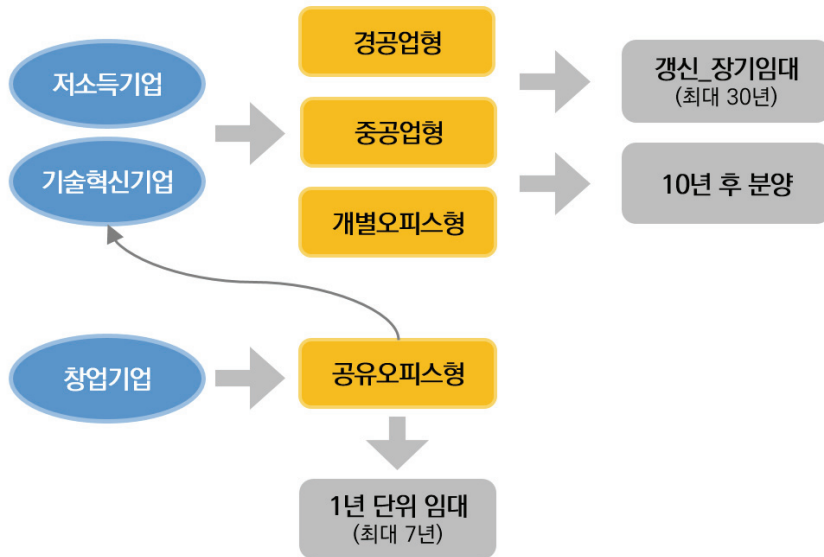 저소득기업
기술혁신기업
경공업형
중공업형
개별오피스형
갱신_장기임대
(최대 30년)
10년 후 분양
창업기업
공유오피스형
1년 단위 임대
(최대 7년)